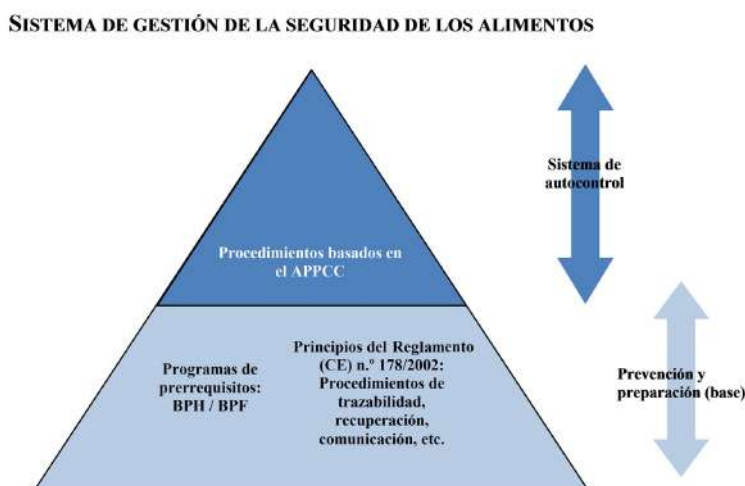 SISTEMA DE GESTIÓN DE LA SEGURIDAD DE LOS ALIMENTOS
Sistema de
autocontrol
Procedimientos basados en
el APPCC
Programas de
prerrequisitos:
BPH / BPF
Principios del Reglamento
(CE) n.º 178/2002:
Procedimientos de
trazabilidad,
recuperación,
comunicación, etc.
Prevención y
preparación (base)